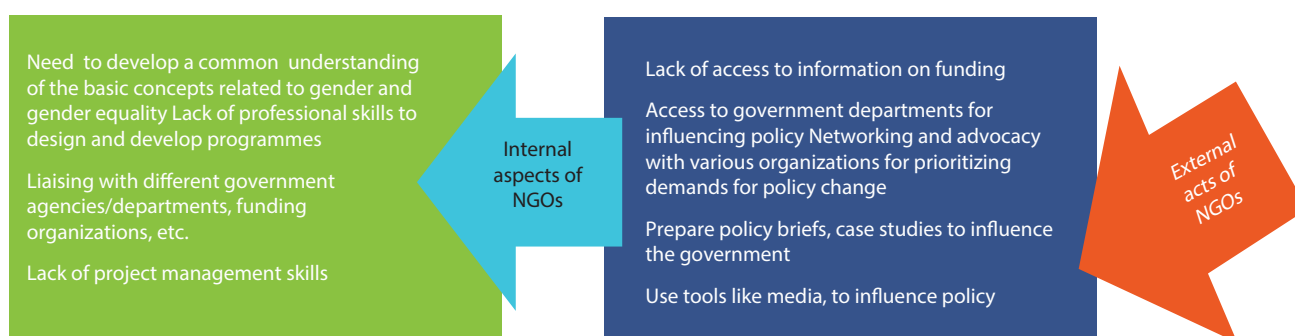 Need to develop a common understanding
of the basic concepts related to gender and
gender equality Lack of professional skills to
design and develop programmes
Liaising with different government
agencies/departments, funding
organizations, etc.
Lack of project management skills
Internal
aspects of
NGOs
Lack of access to information on funding
Access to government departments for
influencing policy Networking and advocacy
with various organizations for prioritizing
demands for policy change
Prepare policy briefs, case studies to influence
the government
Use tools like media, to influence policy
External
acts of
NGOs